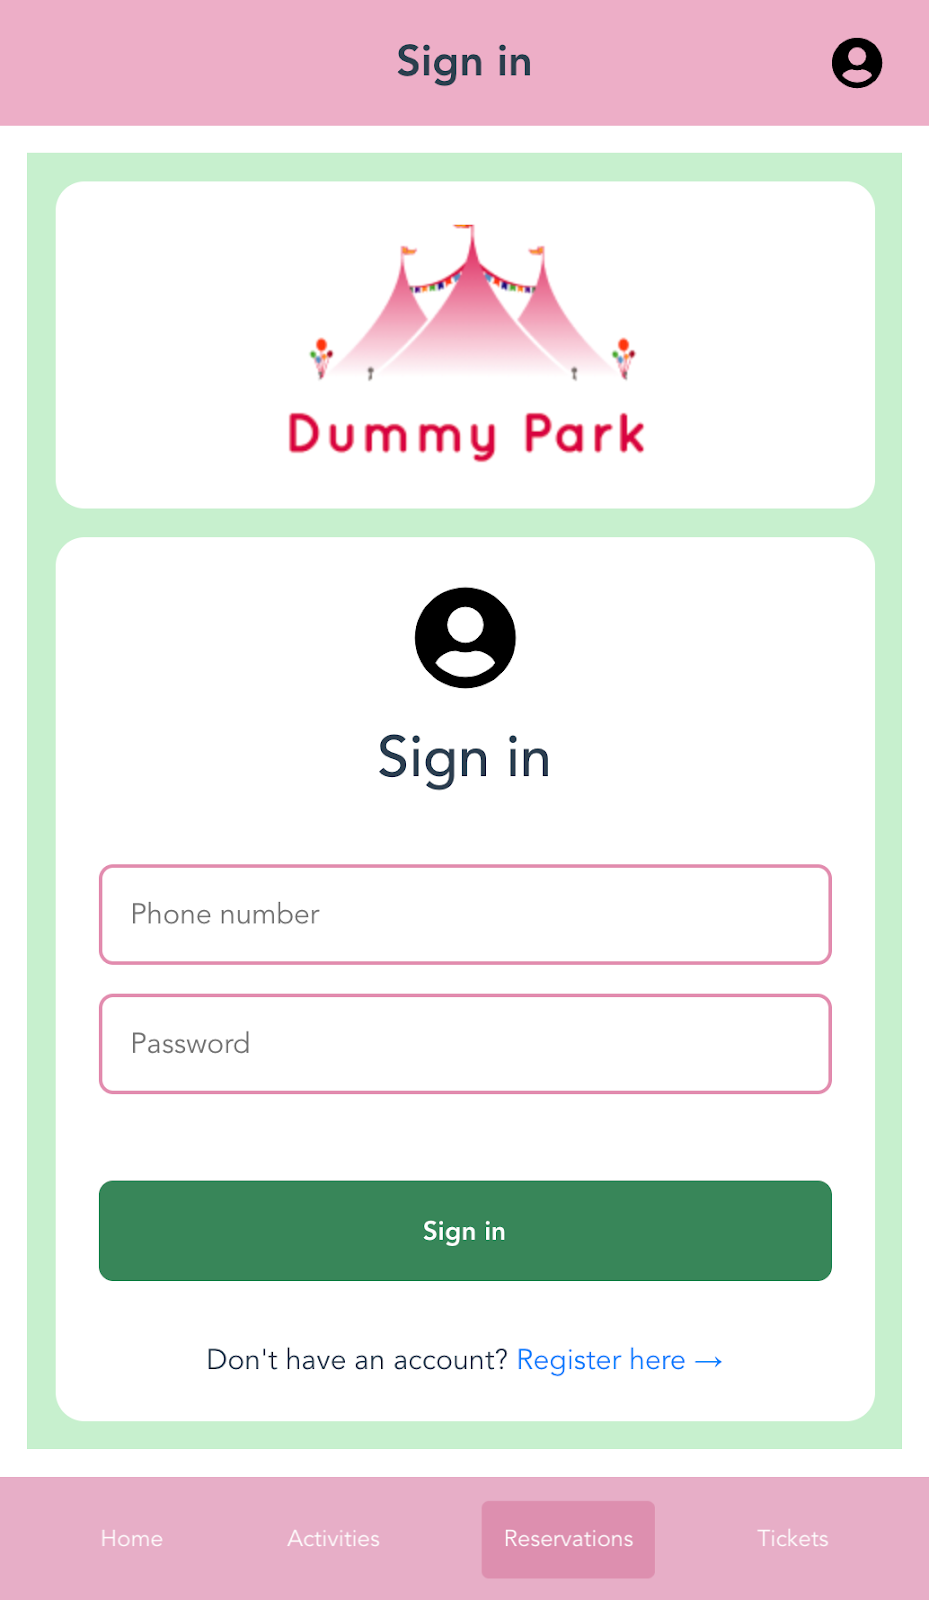 Sign in
Dummy Park
Sign in
Phone number
Password
Sign in
Don't have an account? Register here →
Home Activities Reservations Tickets